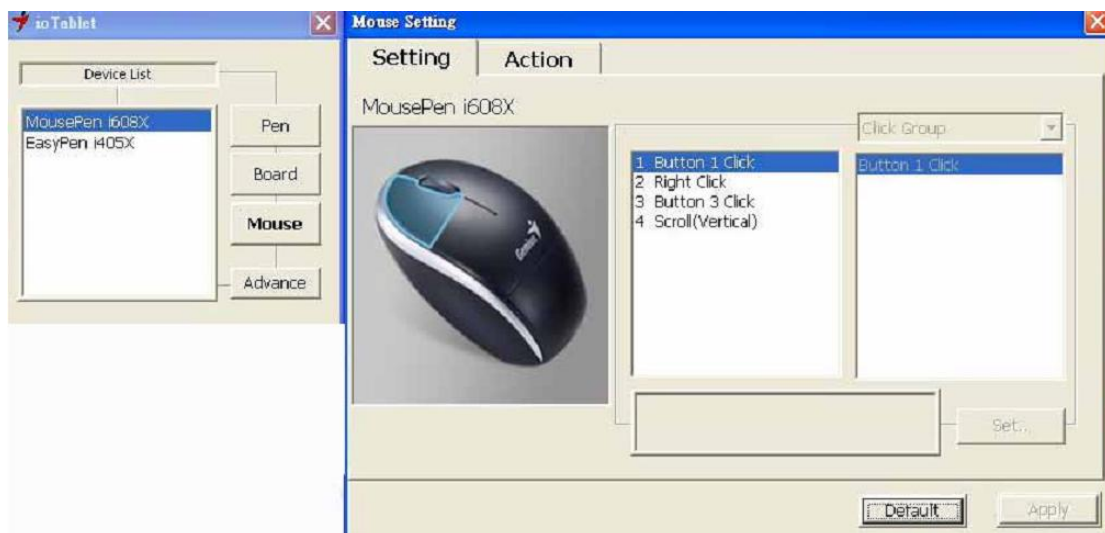 ioTablet
Device List
MousePen i608X
EasyPen i405X
Pen
Board
Mouse
Advance
Mouse Setting
Setting
Action
MousePen i608X
Genius
Click Group
1 Button 1 Click
2 Right Click
3 Button 3 Click
4 Scroll(Vertical)
Button 1 Click
Set...
Default
Apply